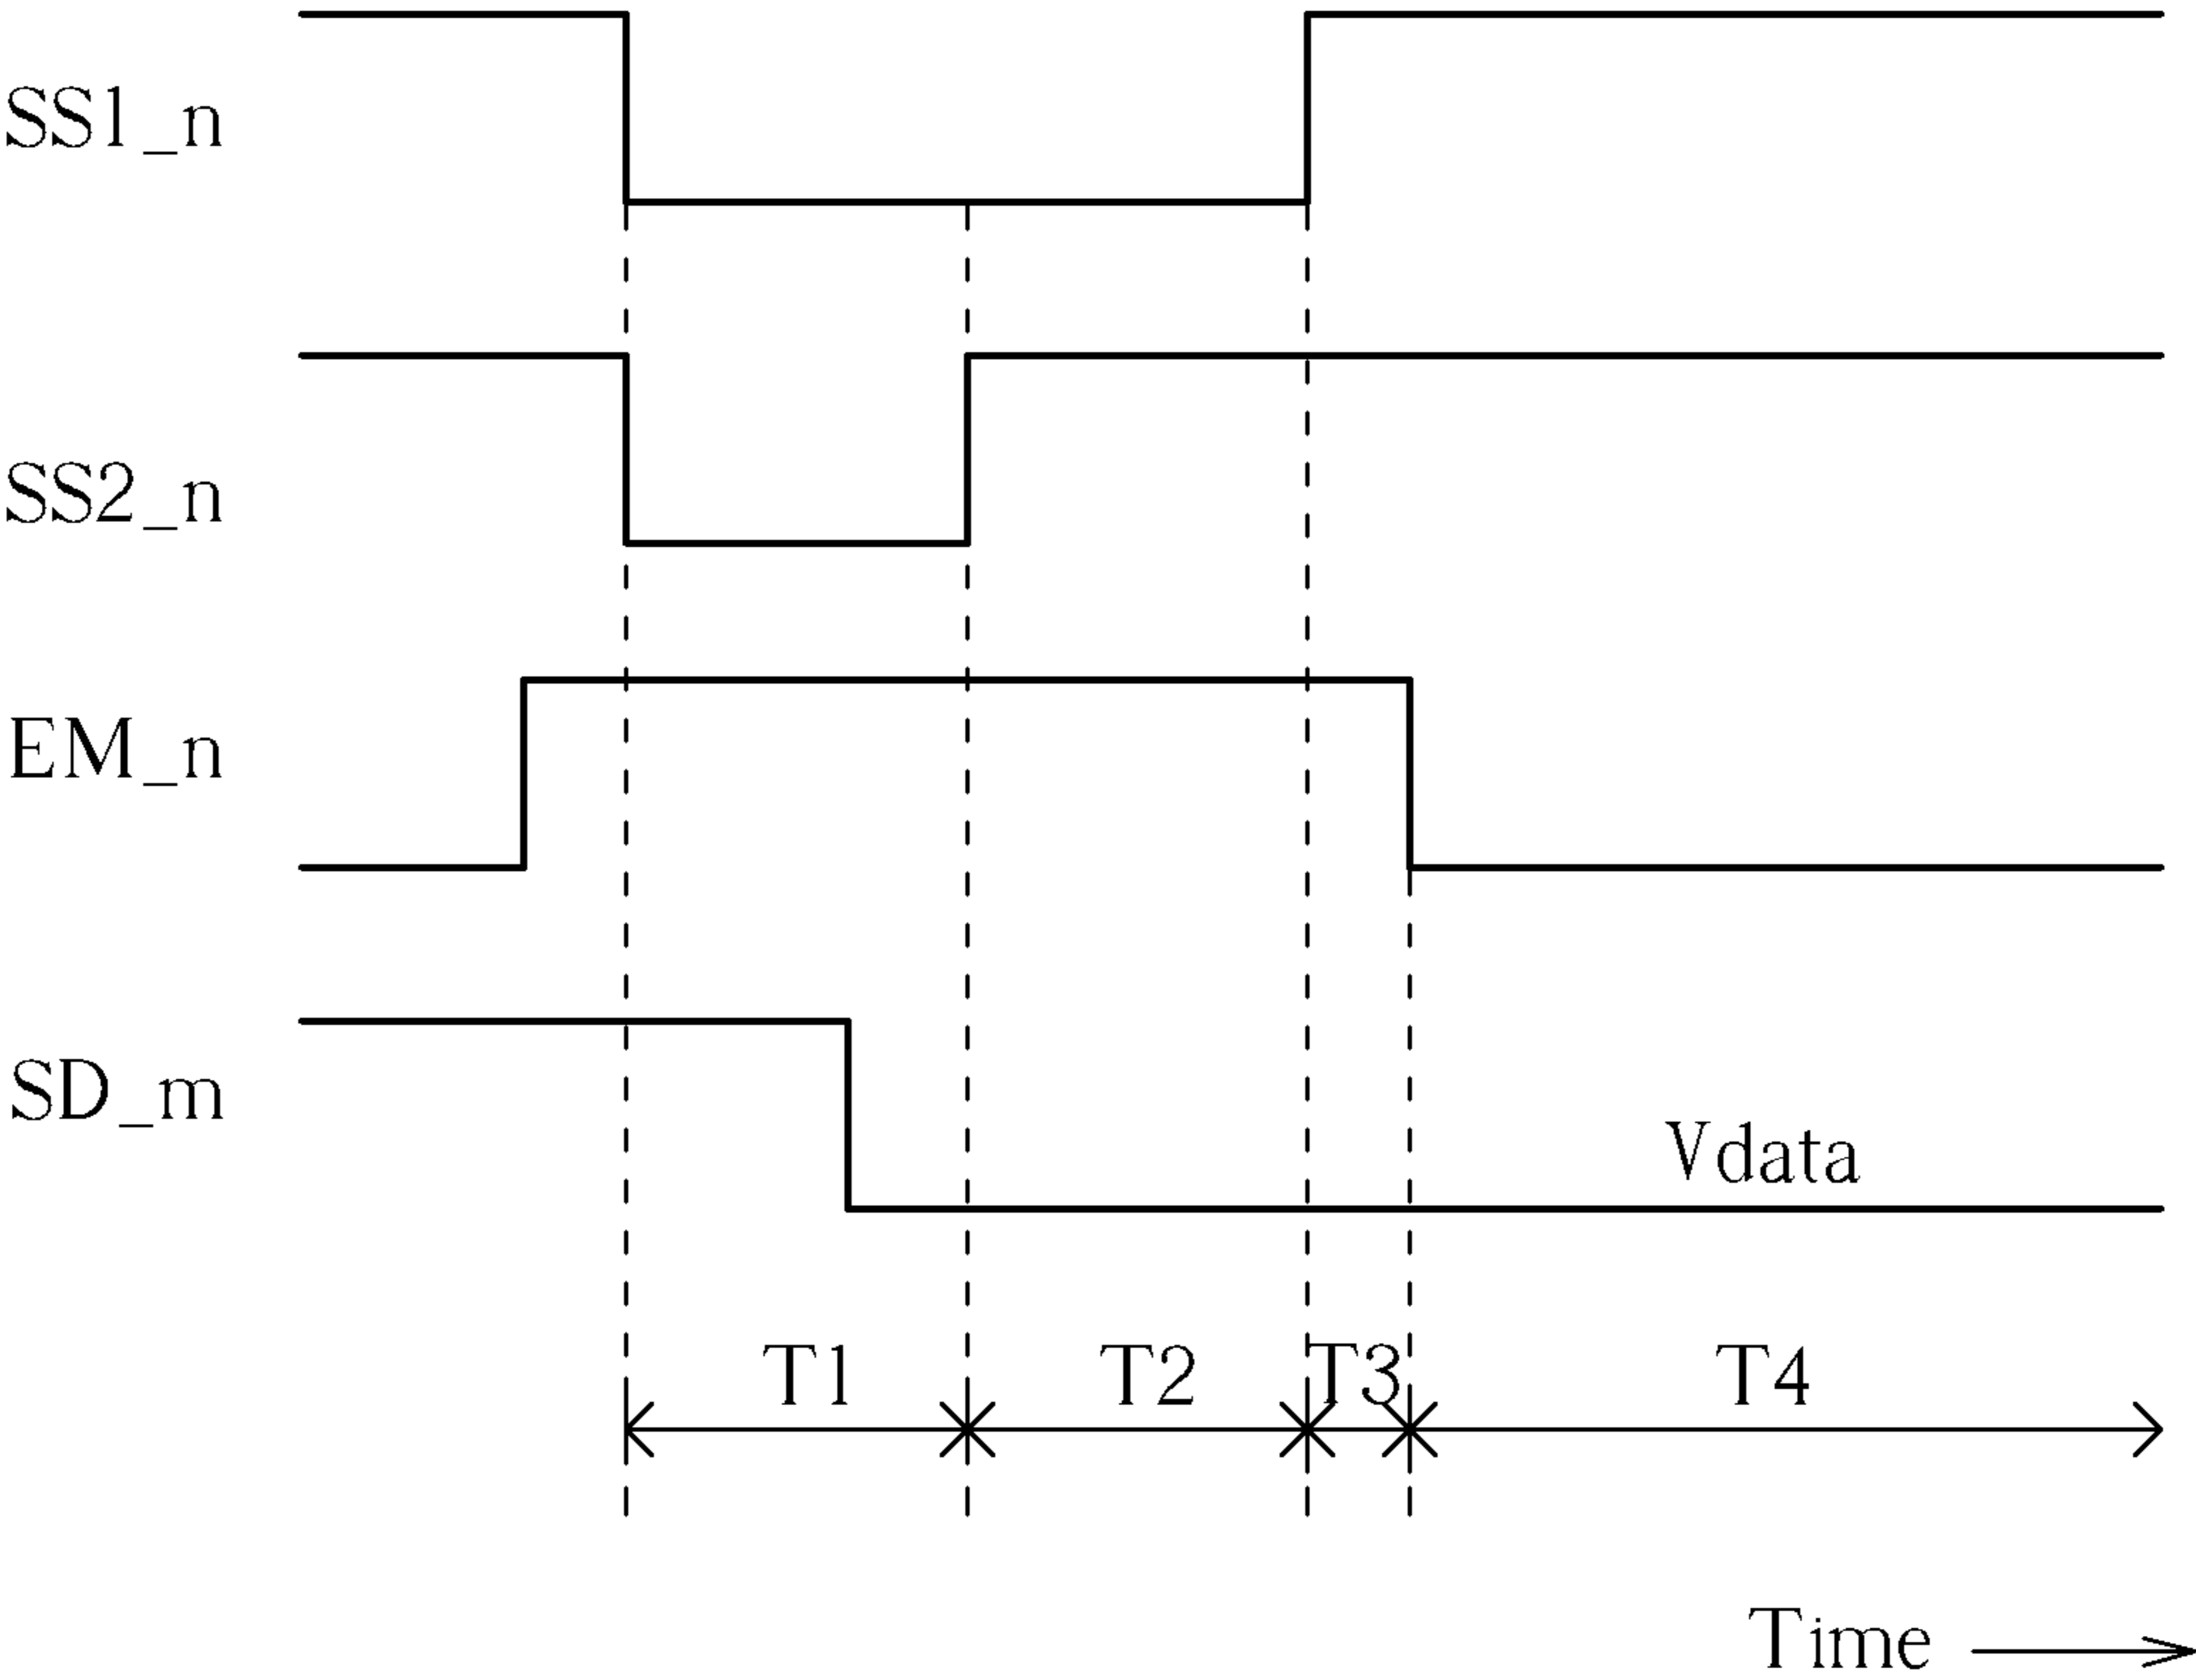 SS1_n
SS2_n
EM_n
SD_m
Vdata
T1 T2 T3 T4
Time